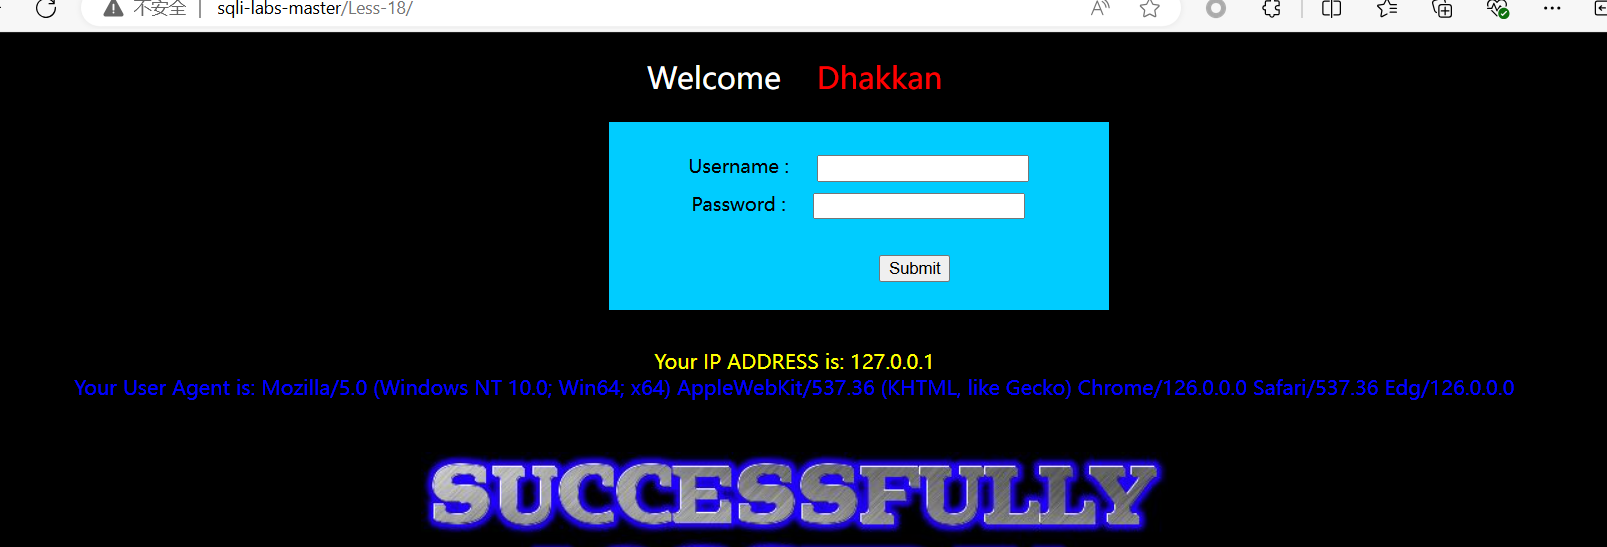 不安全 sqli-labs-master/Less-18/
Welcome Dhakkan
Username :
Password :
Submit
Your IP ADDRESS is: 127.0.0.1
Your User Agent is: Mozilla/5.0 (Windows NT 10.0; Win64; x64) AppleWebKit/537.36 (KHTML, like Gecko) Chrome/126.0.0.0 Safari/537.36 Edg/126.0.0.0
SUCCESSFULLY